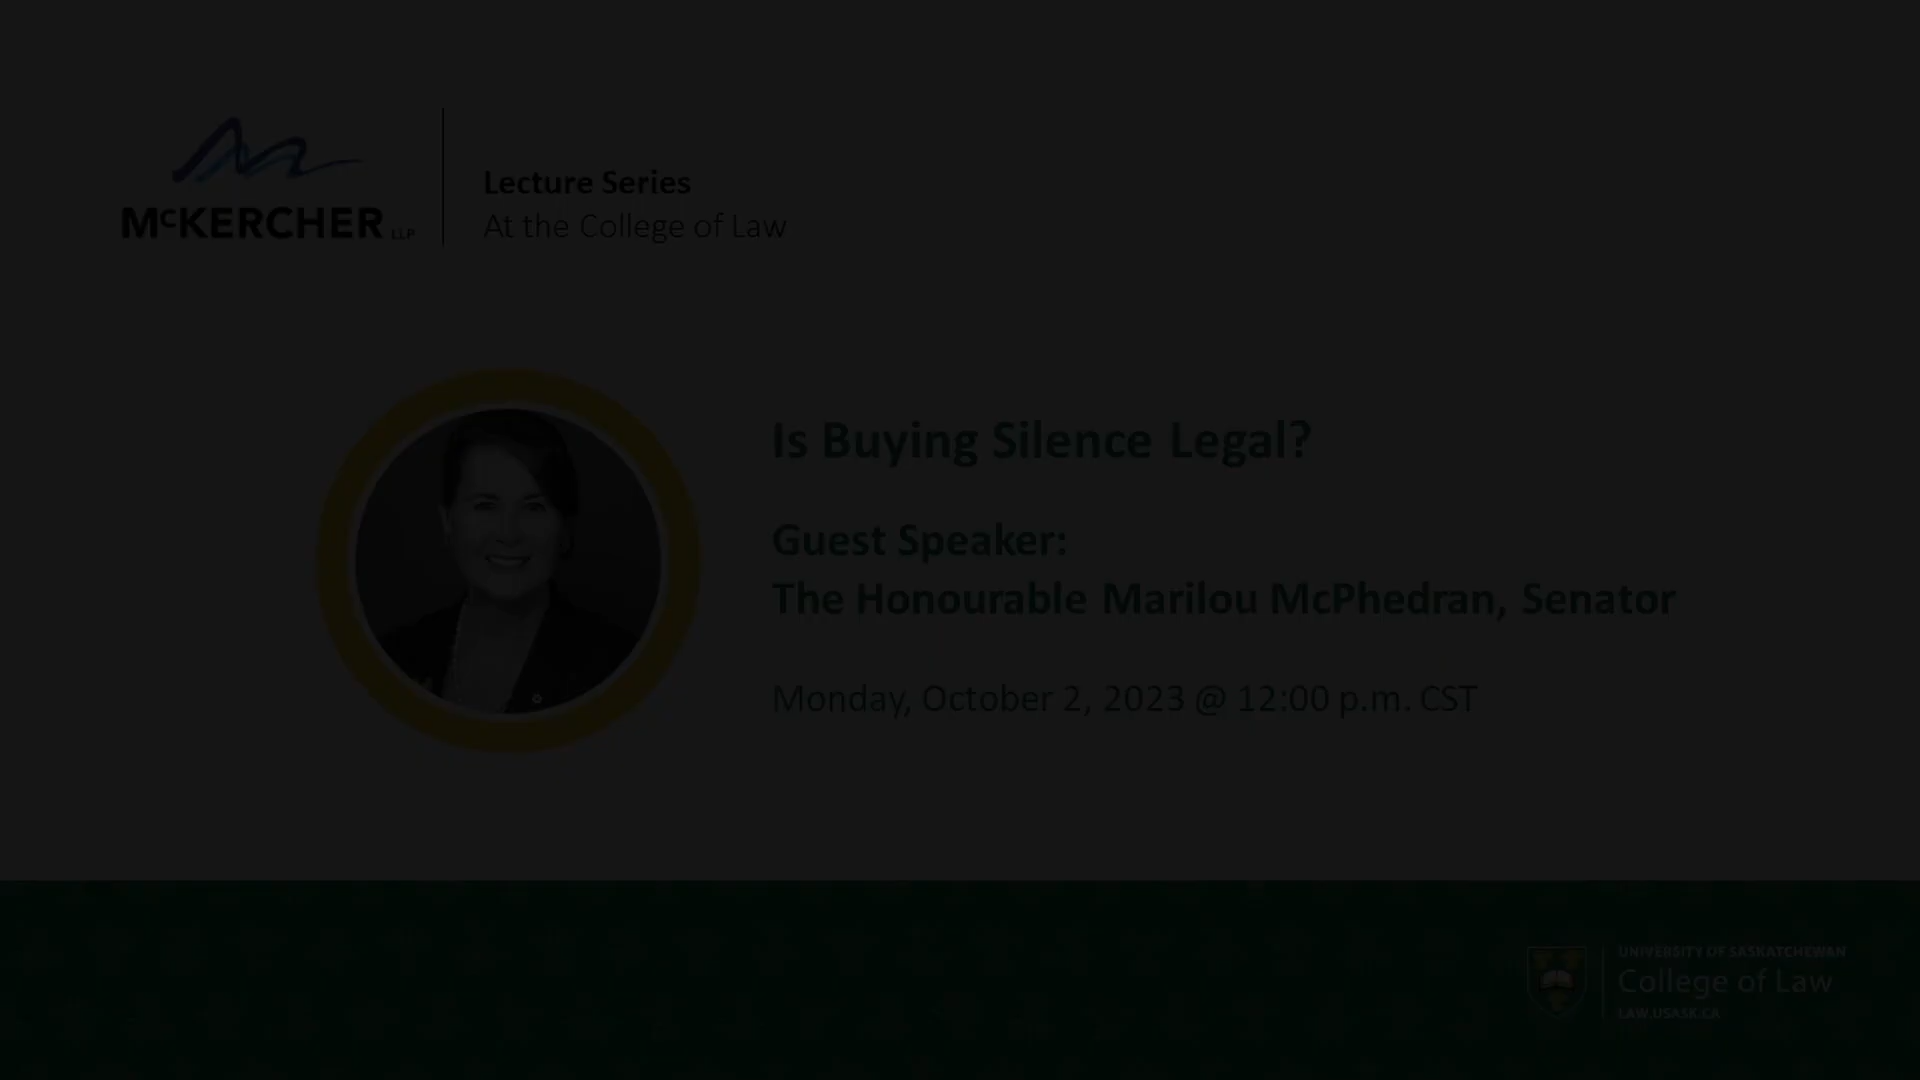 McKERCHER LLP
Lecture Series
At the College of Law
Is Buying Silence Legal?
Guest Speaker:
The Honourable Marilou McPhedran, Senator
Monday, October 2, 2023 @ 12:00 p.m. CST
UNIVERSITY OF SASKATCHEWAN
College of Law
LAW.USASK.CA